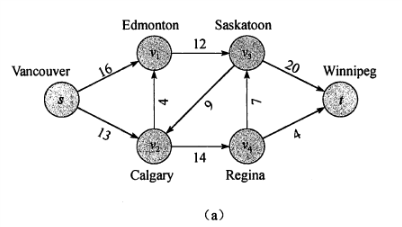 Edmonton
Saskatoon
12
Vancouver
v₁
v₃
20
Winnipeg
16
s
4
9
7
t
13
v₂
v₄
4
14
Calgary
Regina
(a)